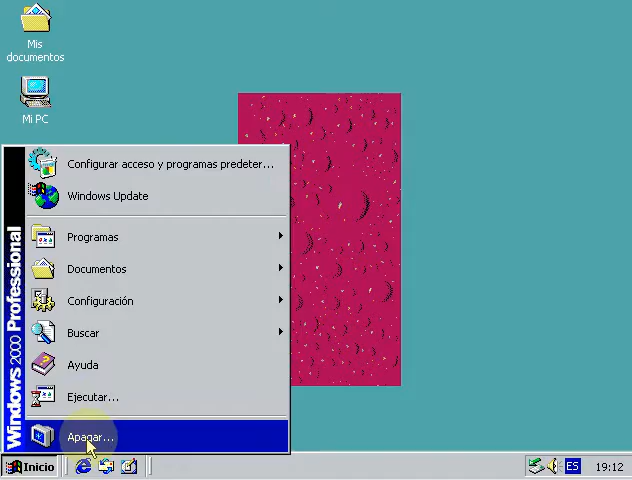 Mis
documentos
Mi PC
Configurar acceso y programas predeter...
Windows Update
Programas
Documentos
Configuración
Buscar
Ayuda
Ejecutar...
Apagar...
Windows 2000 Professional
Inicio
ES
19:12